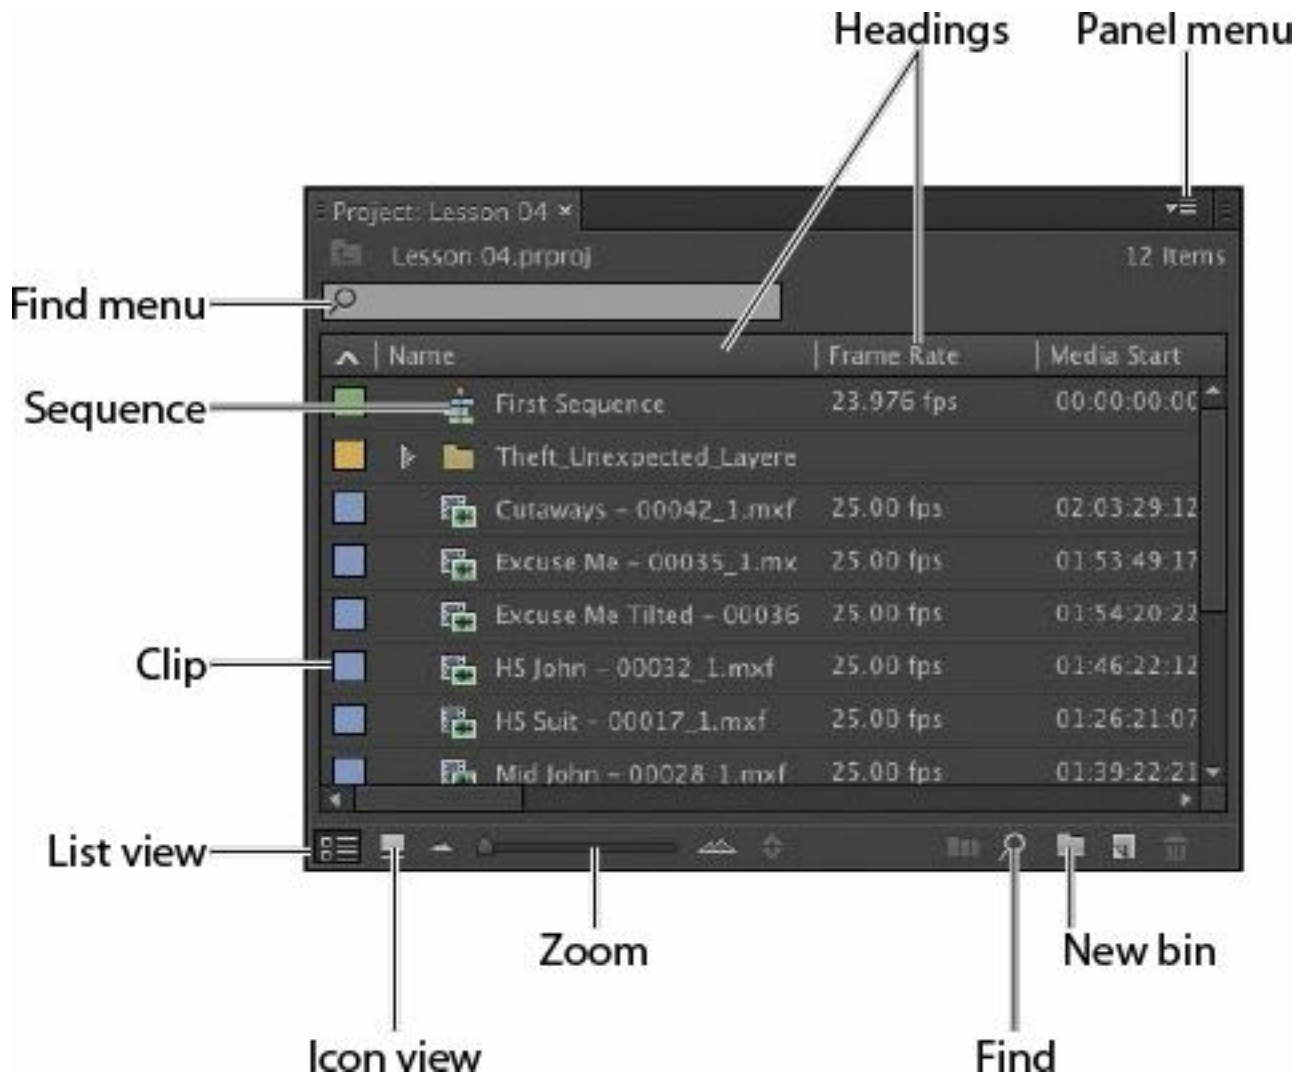 Headings Panel menu
Project: Lesson 04 ×
Lesson 04.prproj 12 Items
Find menu
Name Frame Rate Media Start
Sequence First Sequence 23.976 fps 00:00:00:00
Theft_Unexpected_Layere
Cutaways – 00042_1.mxf 25.00 fps 02:03:29:12
Excuse Me – 00035_1.mx 25.00 fps 01:53:49:17
Excuse Me Tilted – 00036 25.00 fps 01:54:20:22
Clip HS John – 00032_1.mxf 25.00 fps 01:46:22:12
HS Suit – 00017_1.mxf 25.00 fps 01:26:21:07
Mid John – 00028_1.mxf 25.00 fps 01:39:22:21
List view
Zoom New bin
Icon view Find